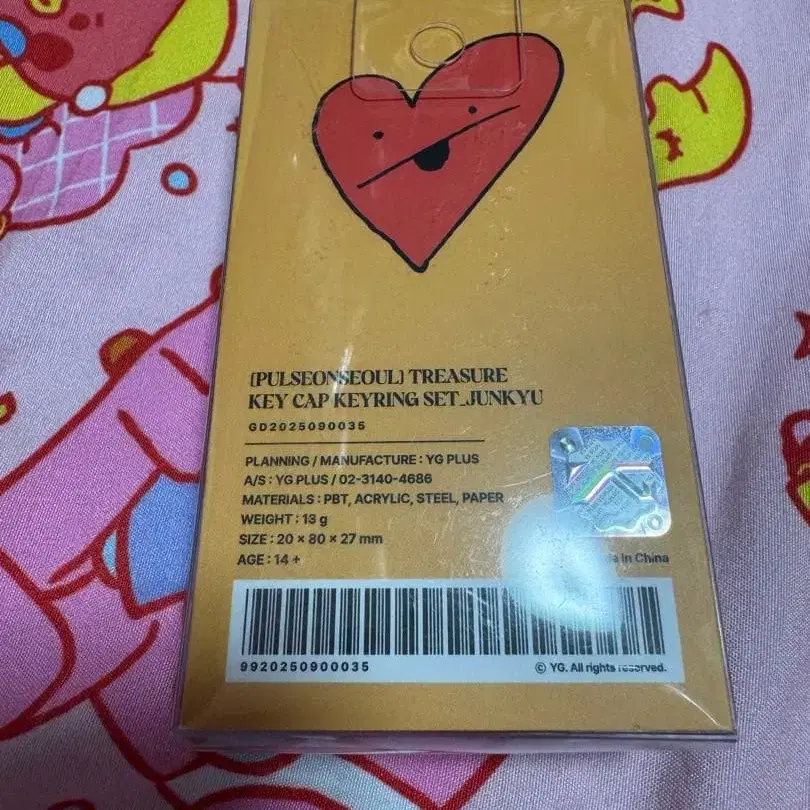 [PULSEONSEOUL] TREASURE
KEY CAP KEYRING SET_JUNKYU
GD2025090035
PLANNING / MANUFACTURE : YG PLUS
A/S : YG PLUS / 02-3140-4686
MATERIALS : PBT, ACRYLIC, STEEL, PAPER
WEIGHT : 13 g
SIZE : 20 × 80 × 27 mm
AGE : 14 +
in China
9920250900035
© YG. All rights reserved.